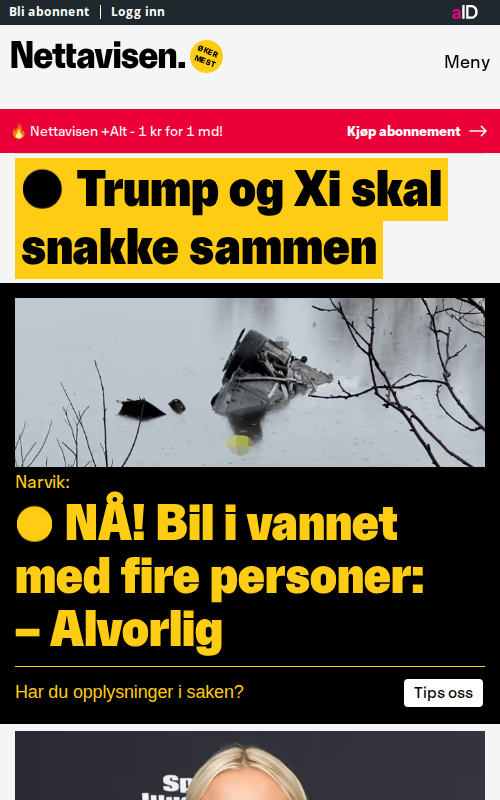 Bli abonnent
Logg inn
aID
Nettavisen.
ØKER
MEST
Meny
🔥 Nettavisen +Alt - 1 kr for 1 md!
Kjøp abonnement →
Trump og Xi skal
snakke sammen
Narvik:
NÅ! Bil i vannet
med fire personer:
– Alvorlig
Har du opplysninger i saken?
Tips oss